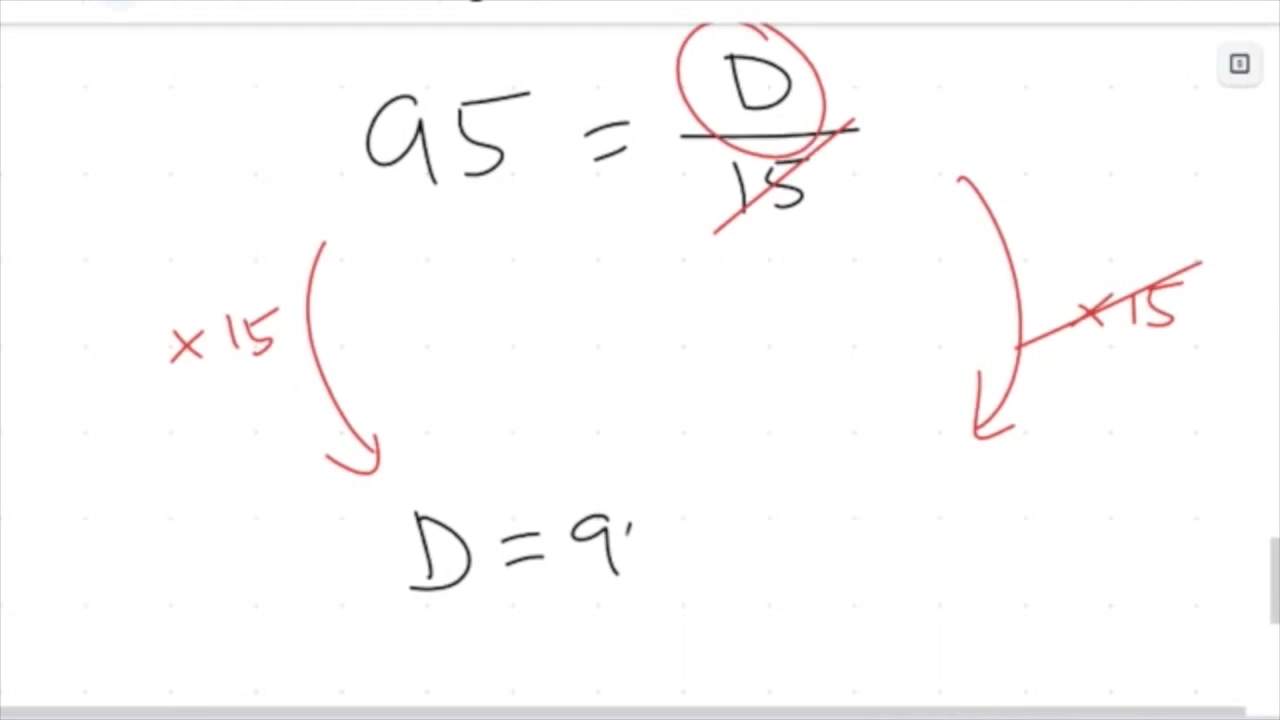 95 = D/15
×15 ×15
D = 9